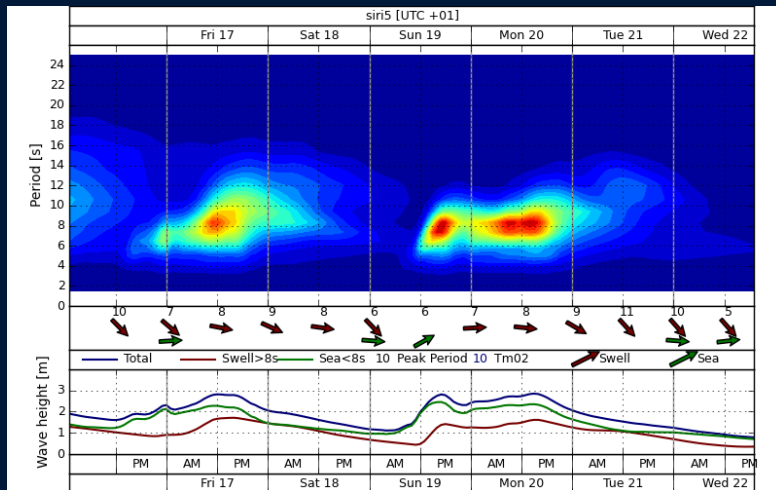 siri5 [UTC +01]
Fri 17 Sat 18 Sun 19 Mon 20 Tue 21 Wed 22
Period [s]
24
22
20
18
16
14
12
10
8
6
4
2
0
10 7 8 9 8 6 6 7 8 9 11 10 5
Total Swell>8s Sea<8s 10 Peak Period 10 Tm02 Swell Sea
Wave height [m]
3
2
1
0
PM AM PM AM PM AM PM AM PM AM PM AM PM
Fri 17 Sat 18 Sun 19 Mon 20 Tue 21 Wed 22